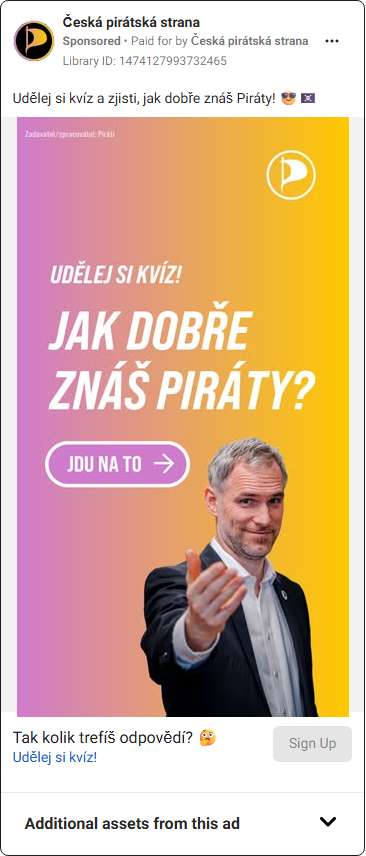 Česká pirátská strana
Sponsored • Paid for by Česká pirátská strana
Library ID: 1474127993732465
Udělej si kvíz a zjisti, jak dobře znáš Piráty! 😎 🏴‍☠️
Zadavatel/zpracovatel: Piráti
UDĚLEJ SI KVÍZ!
JAK DOBŘE
ZNÁŠ PIRÁTY?
JDU NA TO →
Tak kolik trefíš odpovědí? 🤔
Udělej si kvíz!
Sign Up
Additional assets from this ad